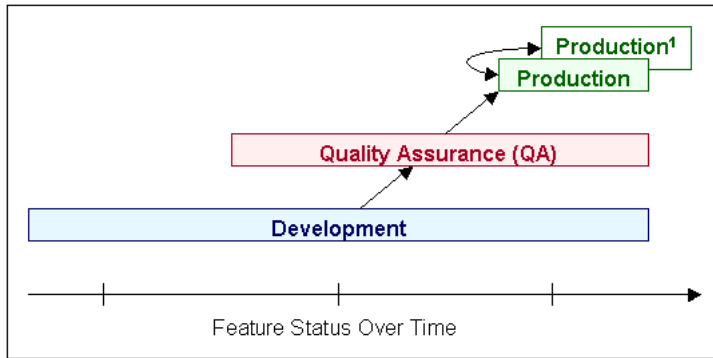 Production¹
Production
Quality Assurance (QA)
Development
Feature Status Over Time